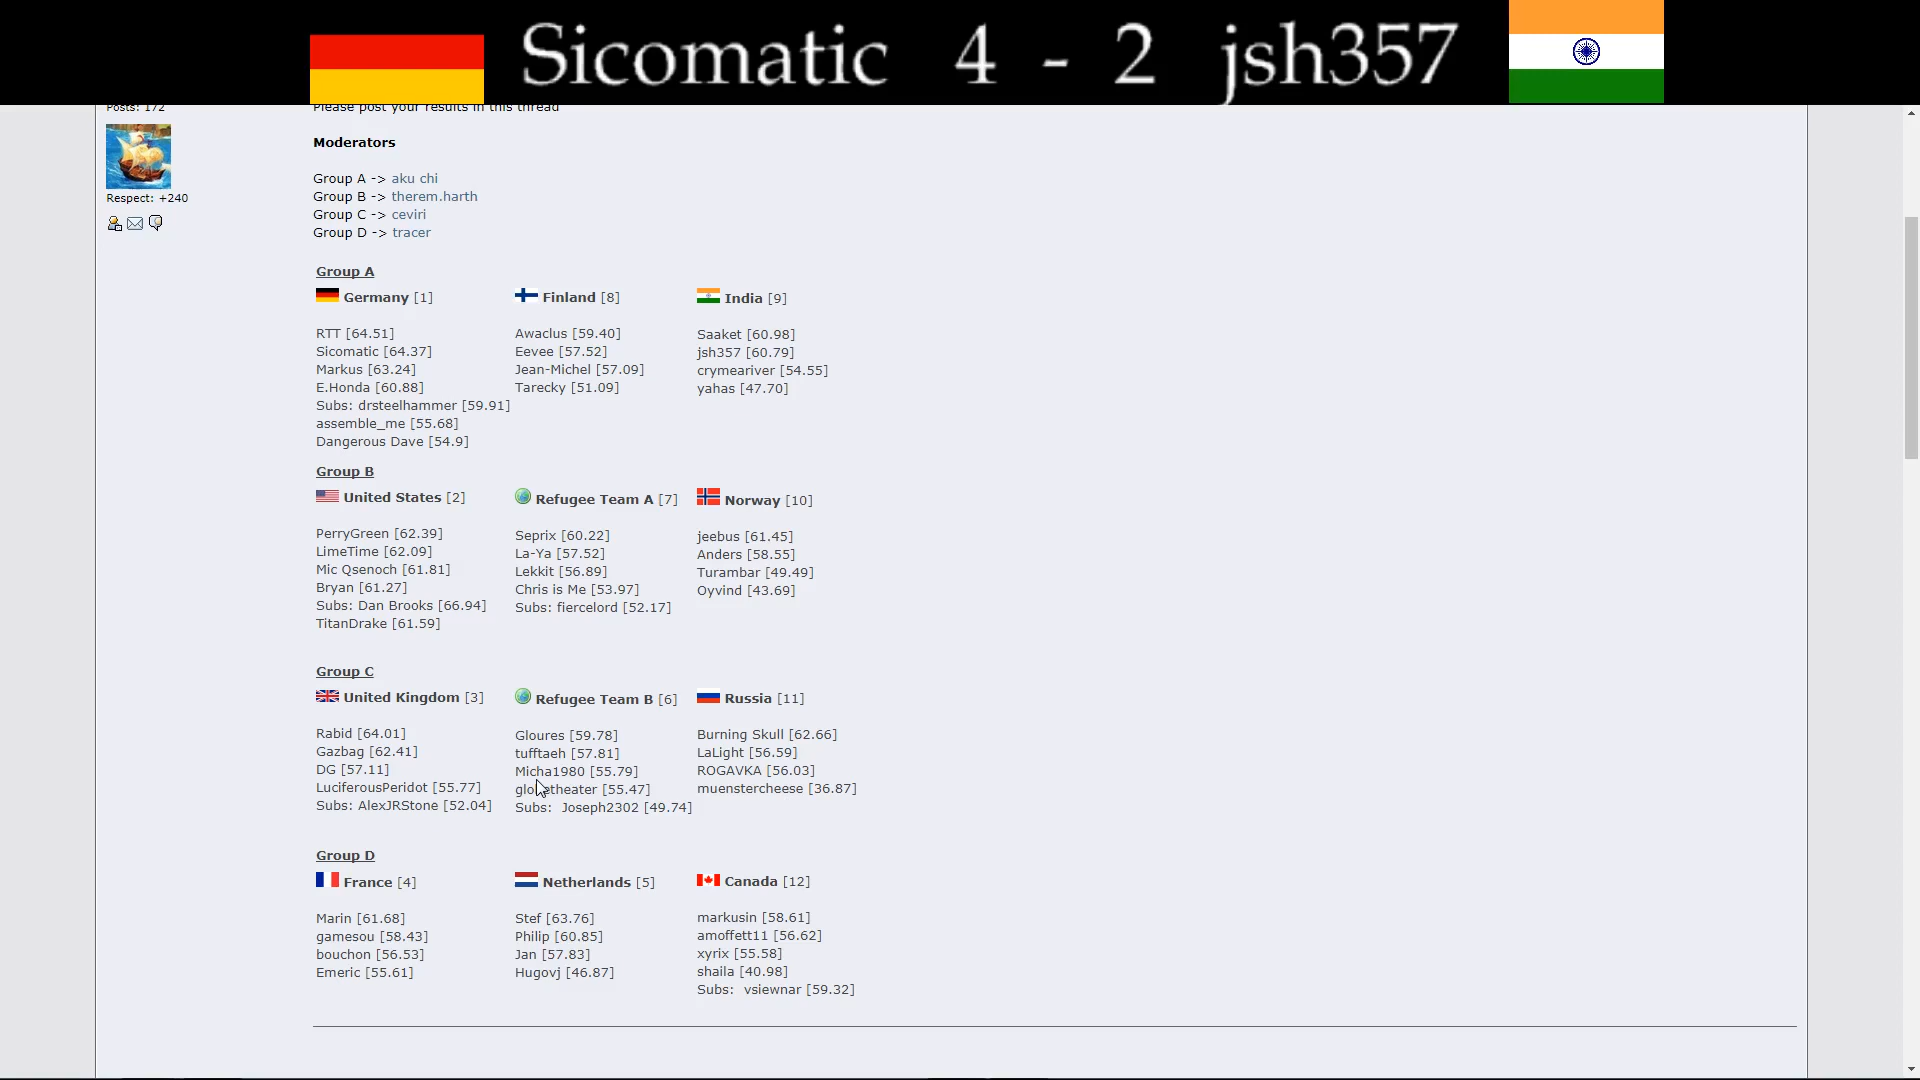 Sicomatic 4 - 2 jsh357
Posts: 172
Please post your results in this thread
Moderators
Respect: +240
Group A -> aku chi
Group B -> therem.harth
Group C -> ceviri
Group D -> tracer
Group A
Germany [1]
RTT [64.51]
Sicomatic [64.37]
Markus [63.24]
E.Honda [60.88]
Subs: drsteelhammer [59.91]
assemble_me [55.68]
Dangerous Dave [54.9]
Finland [8]
Awaclus [59.40]
Eevee [57.52]
Jean-Michel [57.09]
Tarecky [51.09]
India [9]
Saaket [60.98]
jsh357 [60.79]
crymeariver [54.55]
yahas [47.70]
Group B
United States [2]
PerryGreen [62.39]
LimeTime [62.09]
Mic Qsenoch [61.81]
Bryan [61.27]
Subs: Dan Brooks [66.94]
TitanDrake [61.59]
Refugee Team A [7]
Seprix [60.22]
La-Ya [57.52]
Lekkit [56.89]
Chris is Me [53.97]
Subs: fiercelord [52.17]
Norway [10]
jeebus [61.45]
Anders [58.55]
Turambar [49.49]
Oyvind [43.69]
Group C
United Kingdom [3]
Rabid [64.01]
Gazbag [62.41]
DG [57.11]
LuciferousPeridot [55.77]
Subs: AlexJRStone [52.04]
Refugee Team B [6]
Gloures [59.78]
tufftaeh [57.81]
Micha1980 [55.79]
[55.47]
Subs: Joseph2302 [49.74]
Russia [11]
Burning Skull [62.66]
LaLight [56.59]
ROGAVKA [56.03]
muenstercheese [36.87]
Group D
France [4]
Marin [61.68]
gamesou [58.43]
bouchon [56.53]
Emeric [55.61]
Netherlands [5]
Stef [63.76]
Philip [60.85]
Jan [57.83]
Hugovj [46.87]
Canada [12]
markusin [58.61]
amoffett11 [56.62]
xyrix [55.58]
shaila [40.98]
Subs: vsiewnar [59.32]